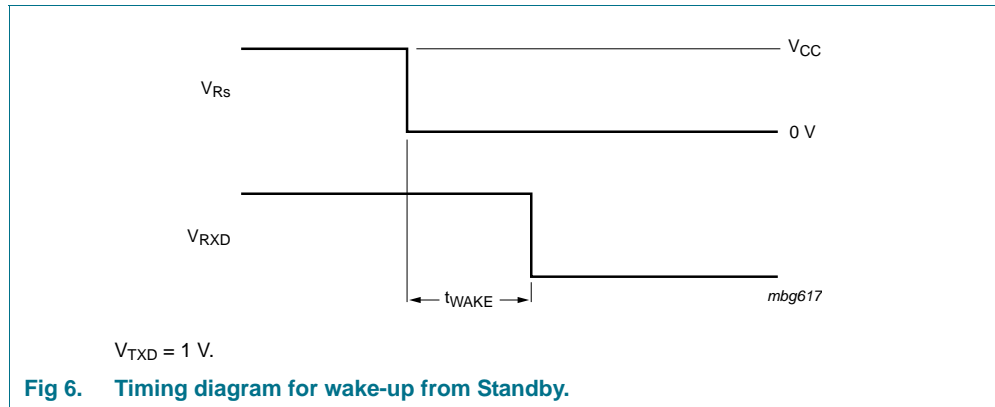 VCC
VRs
0 V
VRXD
tWAKE
mbg617
VTXD = 1 V.
Fig 6. Timing diagram for wake-up from Standby.